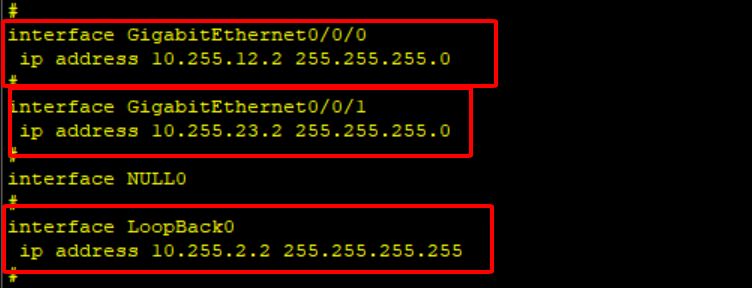 #
interface GigabitEthernet0/0/0
 ip address 10.255.12.2 255.255.255.0
#
interface GigabitEthernet0/0/1
 ip address 10.255.23.2 255.255.255.0
#
interface NULL0
#
interface LoopBack0
 ip address 10.255.2.2 255.255.255.255
#